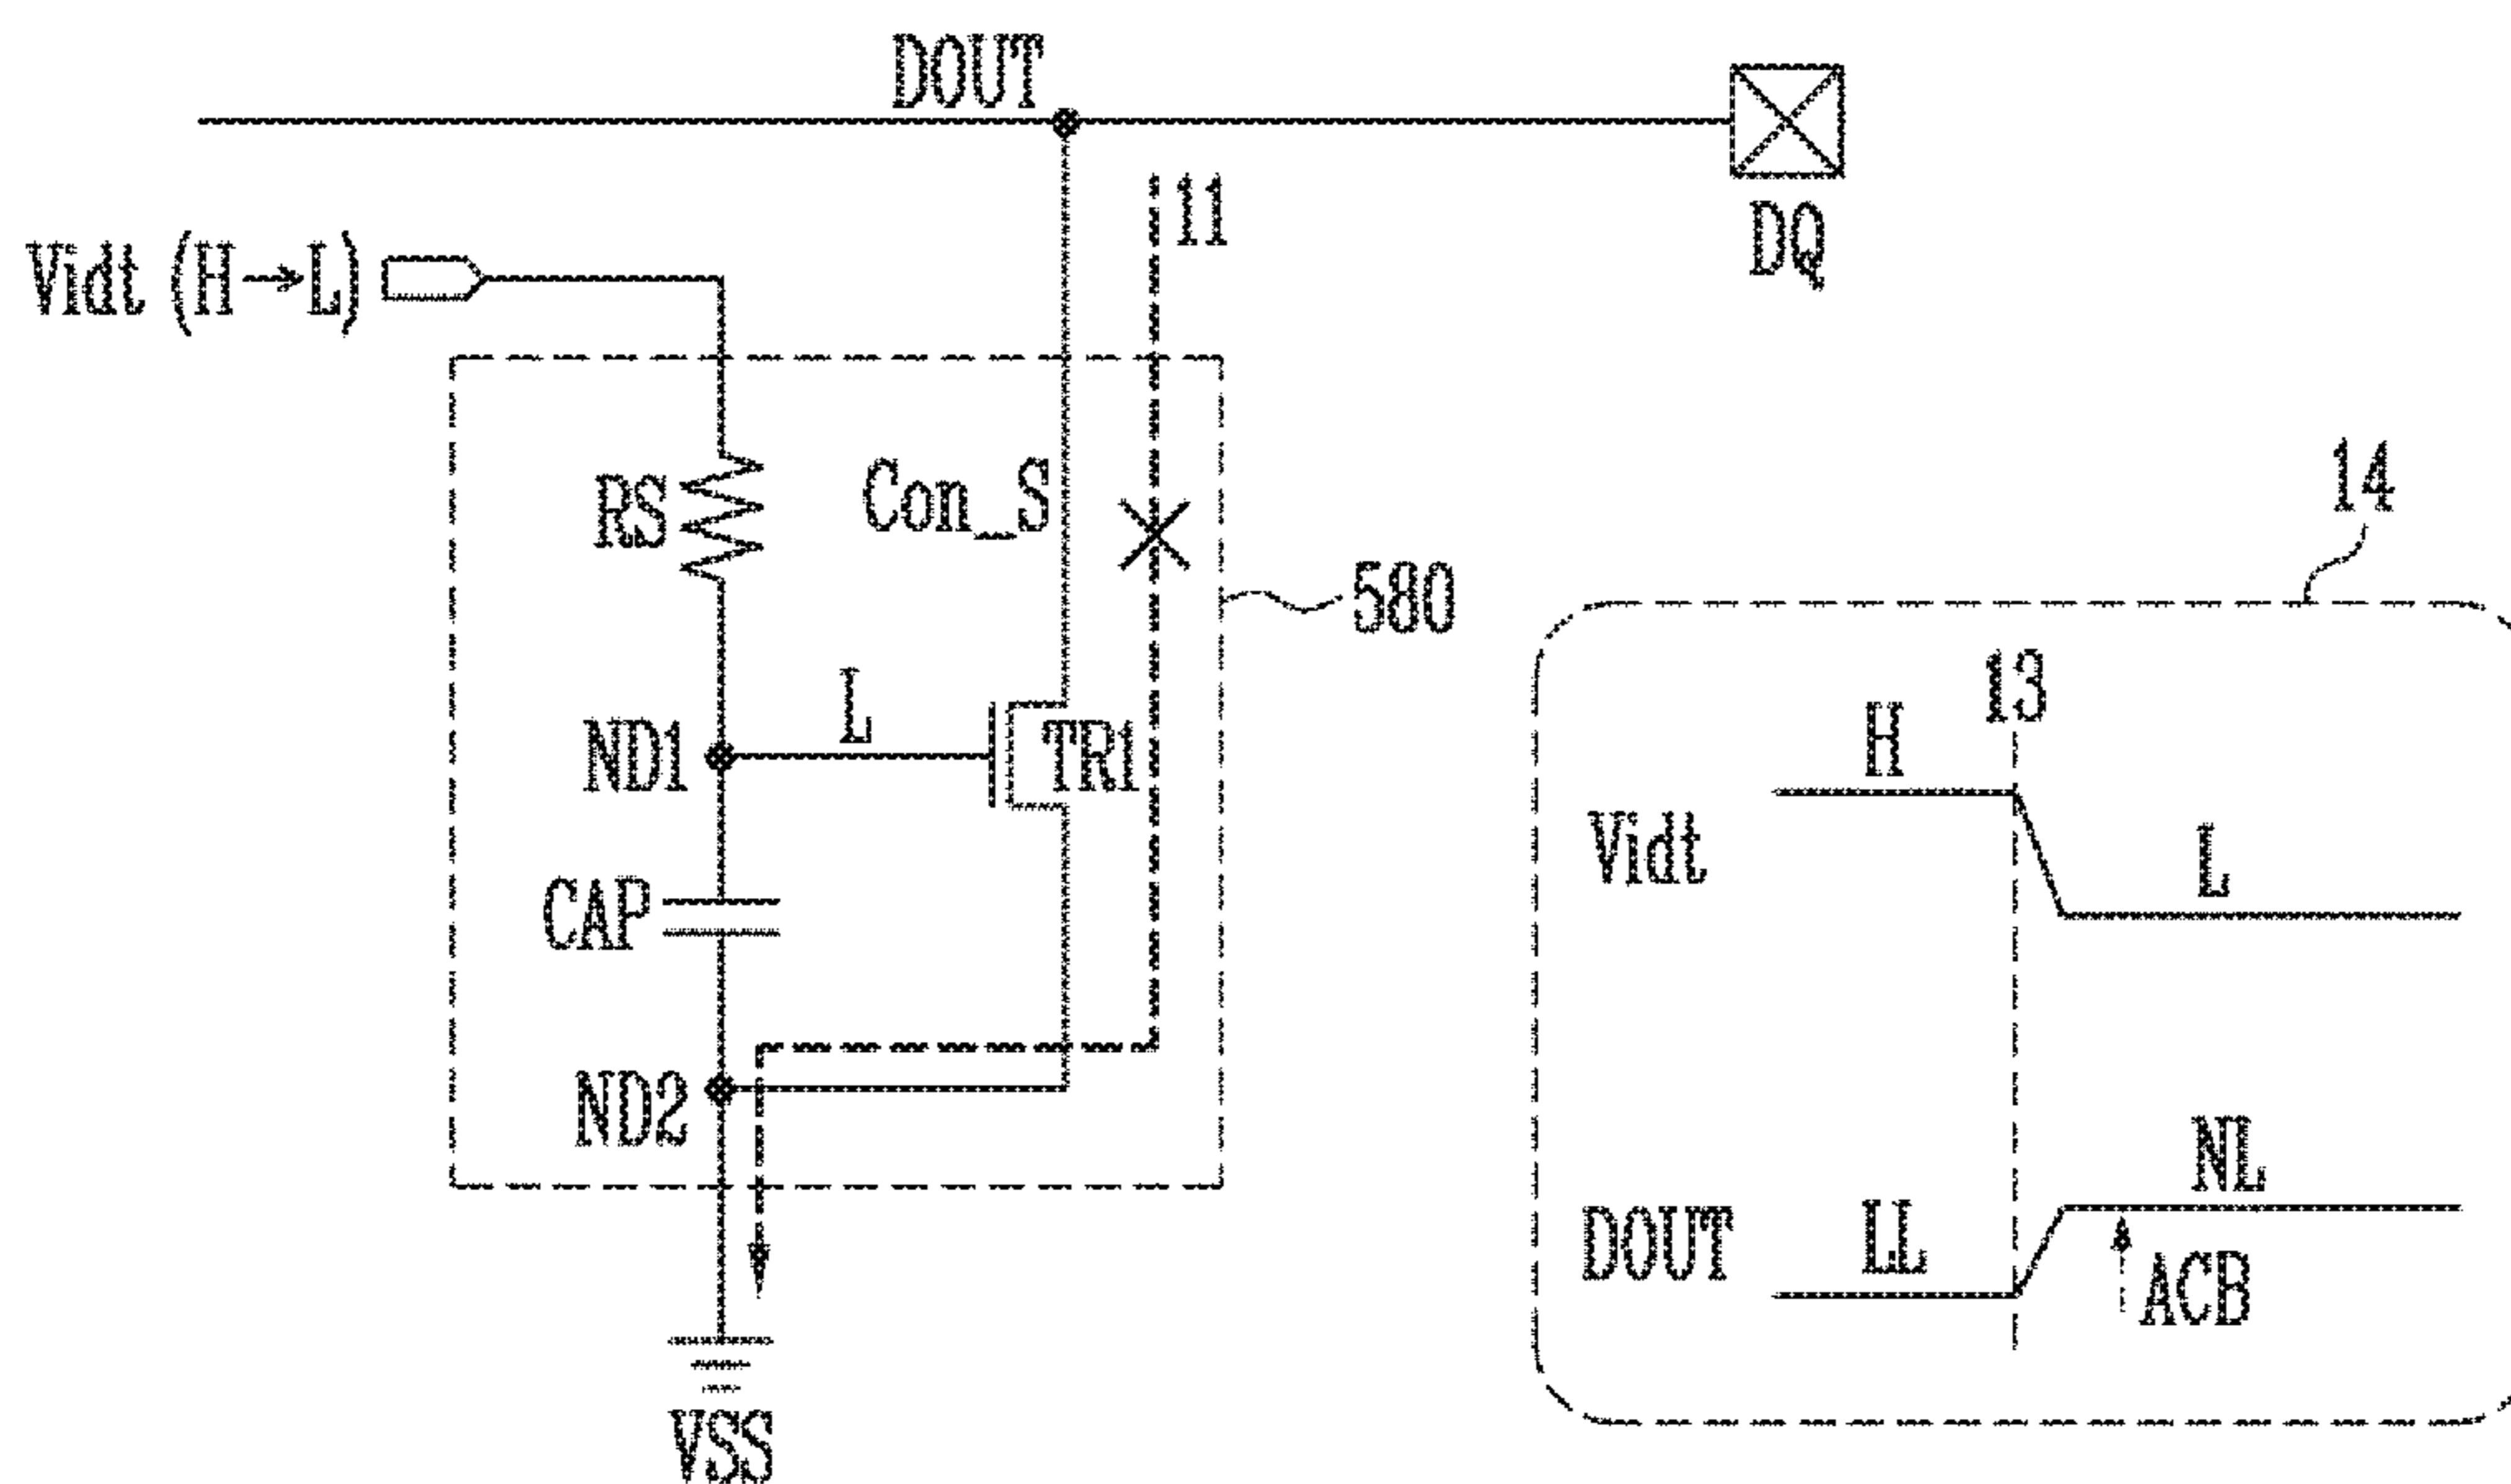 DOUT
DQ
11
Vidt (H→L)
RS
Con_S
580
14
L
ND1
TR1
CAP
ND2
VSS
13
H
Vidt
L
NL
DOUT
LL
ACB